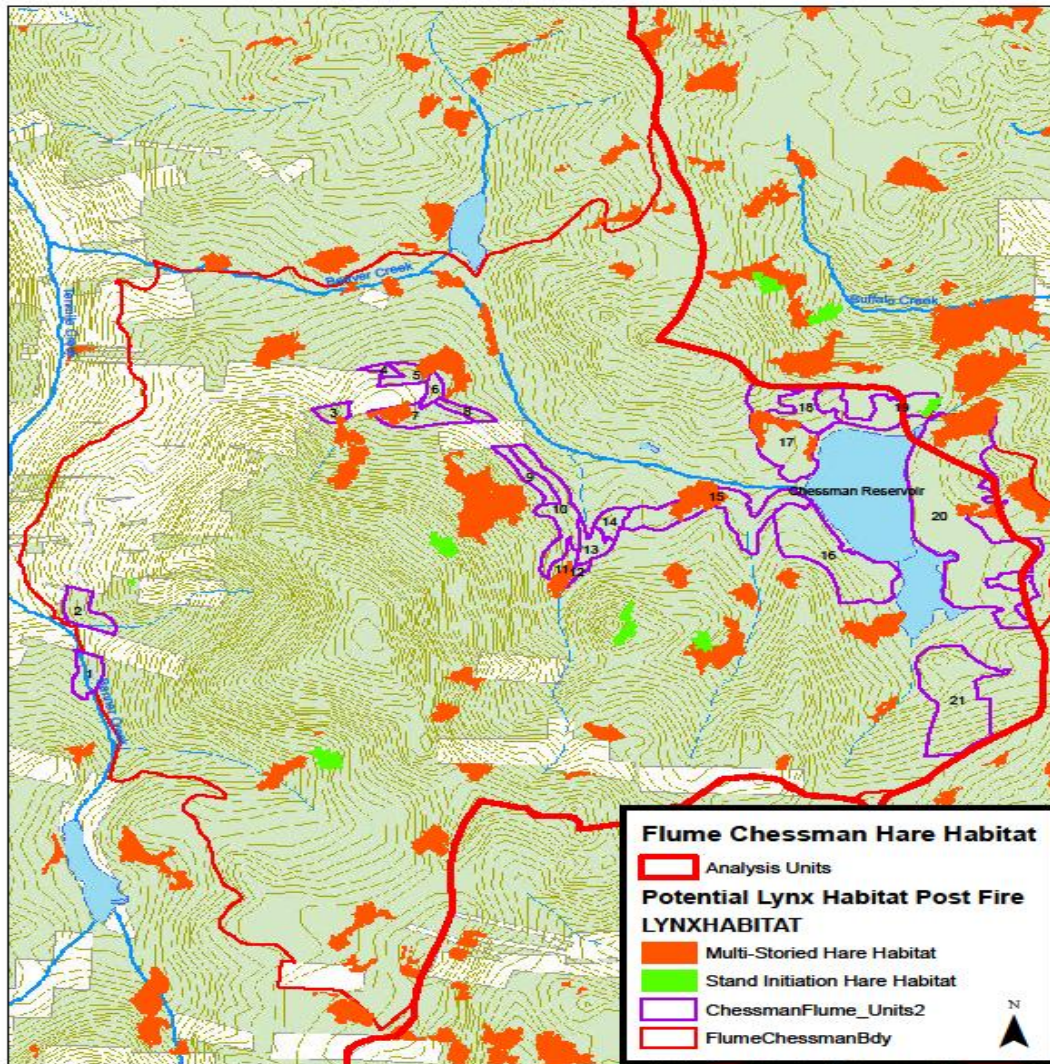 Beaver Creek
Buffalo Creek
Tenmile Creek
4
5
6
3
7
8
18
19
17
9
Chessman Reservoir
15
10
14
20
13
16
11
12
2
1
21
Flume Chessman Hare Habitat
Analysis Units
Potential Lynx Habitat Post Fire
LYNXHABITAT
Multi-Storied Hare Habitat
Stand Initiation Hare Habitat
ChessmanFlume_Units2
FlumeChessmanBdy
N